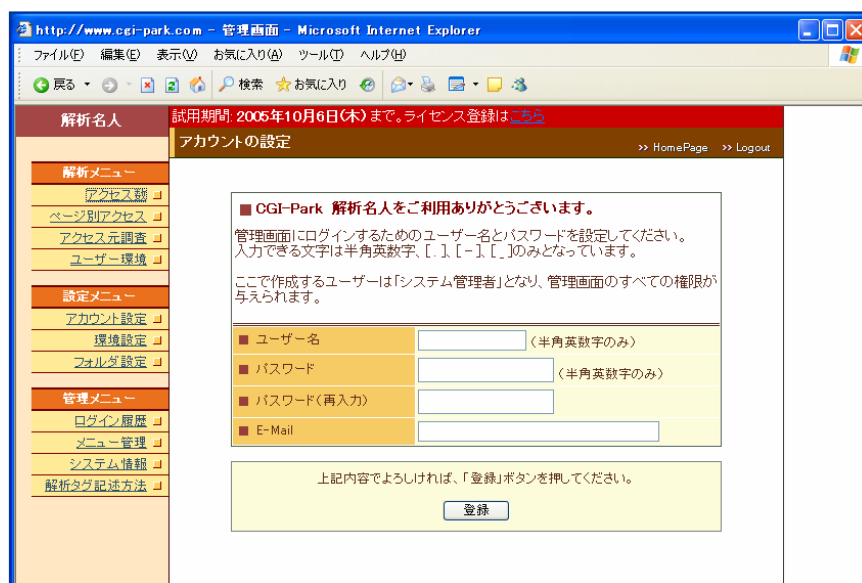 http://www.cgi-park.com - 管理画面 - Microsoft Internet Explorer
ファイル(F) 編集(E) 表示(V) お気に入り(A) ツール(T) ヘルプ(H)
戻る 検索 お気に入り
解析名人
試用期間: 2005年10月6日(木)まで。ライセンス登録はこちら
アカウントの設定
>> HomePage >> Logout
解析メニュー
アクセス数
ページ別アクセス
アクセス元調査
ユーザー環境
設定メニュー
アカウント設定
環境設定
フォルダ設定
管理メニュー
ログイン履歴
メニュー管理
システム情報
解析タグ記述方法
■ CGI-Park 解析名人をご利用ありがとうございます。
管理画面にログインするためのユーザー名とパスワードを設定してください。
入力できる文字は半角英数字、[.],[-],[_]のみとなっています。
ここで作成するユーザーは「システム管理者」となり、管理画面のすべての権限が
与えられます。
■ ユーザー名 (半角英数字のみ)
■ パスワード (半角英数字のみ)
■ パスワード(再入力)
■ E-Mail
上記内容でよろしければ、「登録」ボタンを押してください。
登録